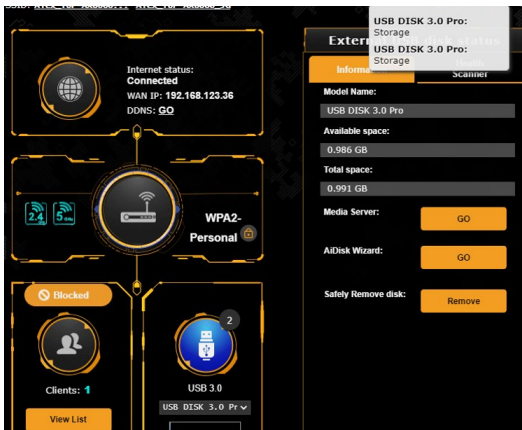 USB DISK 3.0 Pro:
Storage
USB DISK 3.0 Pro:
Storage
Internet status:
Connected
WAN IP: 192.168.123.36
DDNS: GO
2.4
5
WPA2-
Personal
Blocked
Clients: 1
View List
2
USB 3.0
USB DISK 3.0 Pr
disk status
Scanner
Model Name:
USB DISK 3.0 Pro
Available space:
0.986 GB
Total space:
0.991 GB
Media Server:
GO
AiDisk Wizard:
GO
Safely Remove disk:
Remove